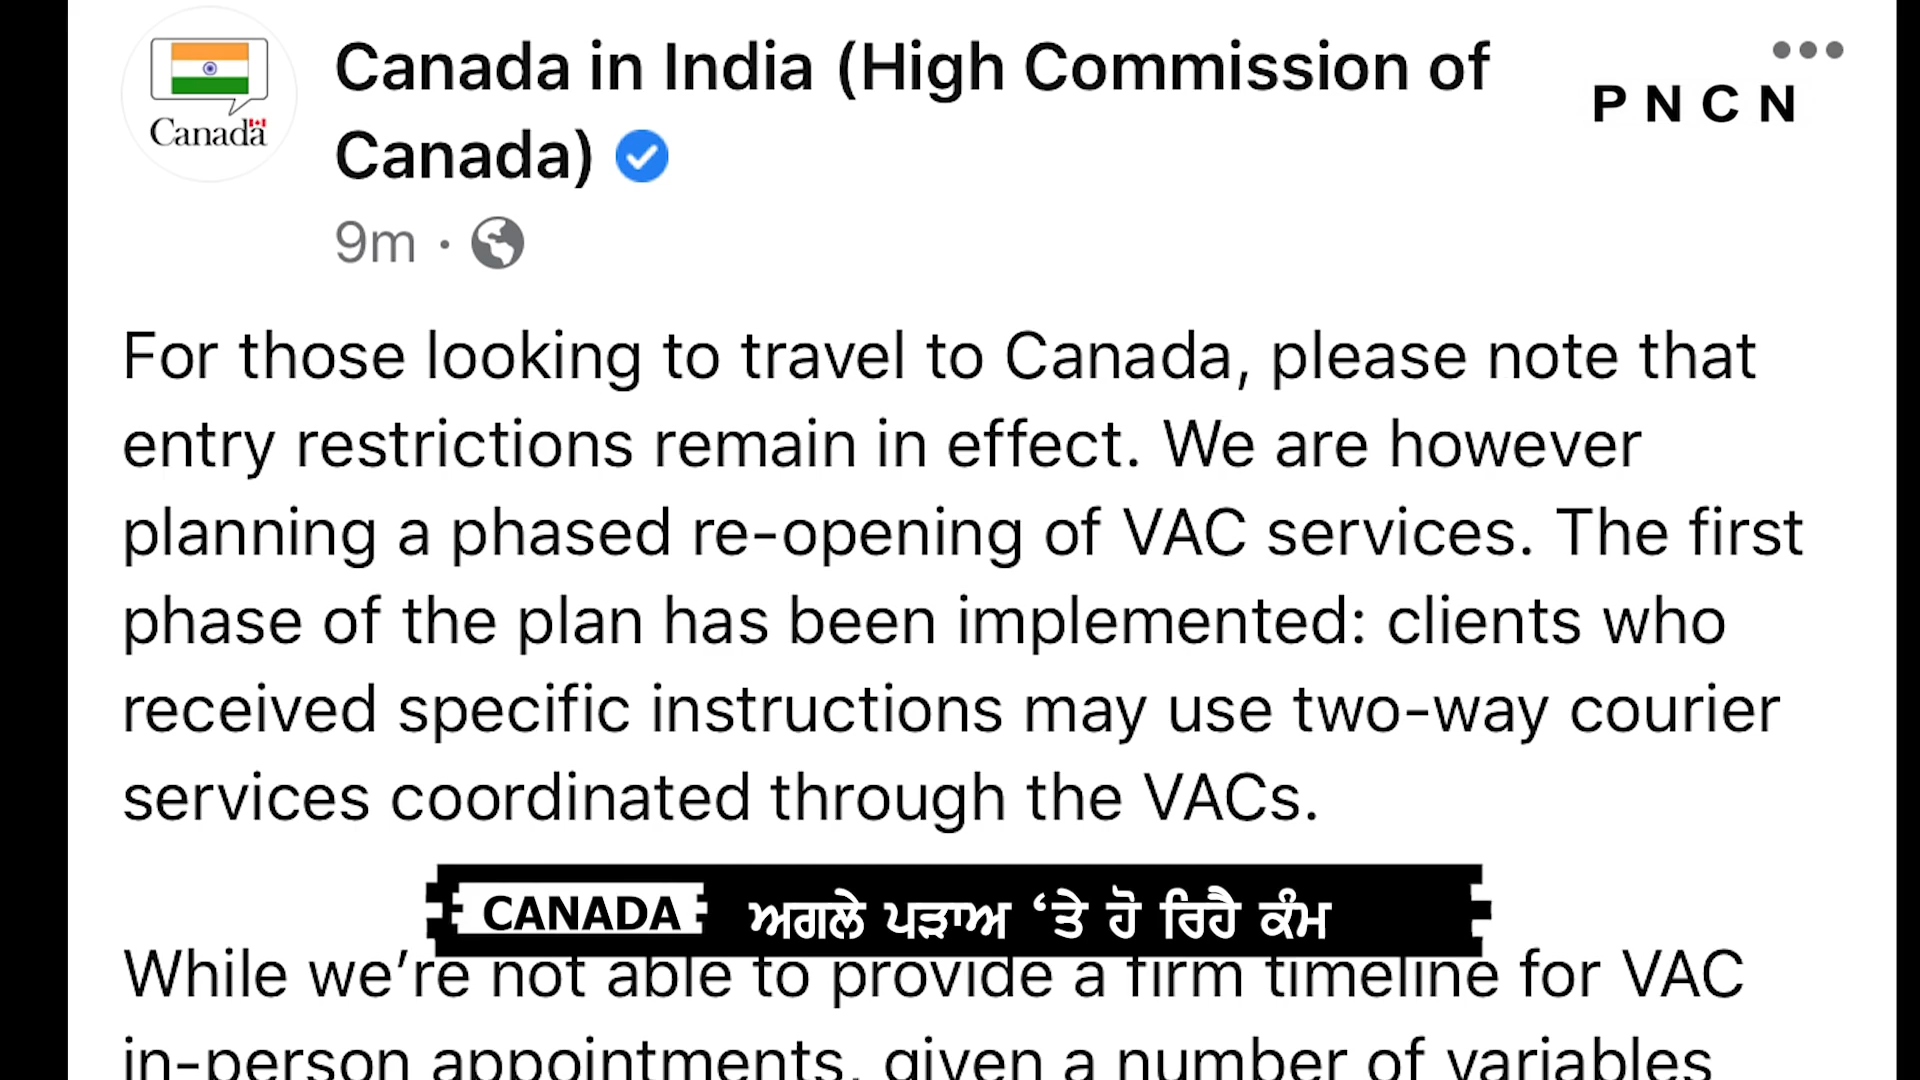 Canada
Canada in India (High Commission of
Canada)
PNCN
9m
For those looking to travel to Canada, please note that
entry restrictions remain in effect. We are however
planning a phased re-opening of VAC services. The first
phase of the plan has been implemented: clients who
received specific instructions may use two-way courier
services coordinated through the VACs.
CANADA ਅਗਲੇ ਪੜਾਅ ‘ਤੇ ਹੋ ਰਿਹੈ ਕੰਮ
While we’re not able to provide a firm timeline for VAC
in-person appointments, given a number of variables